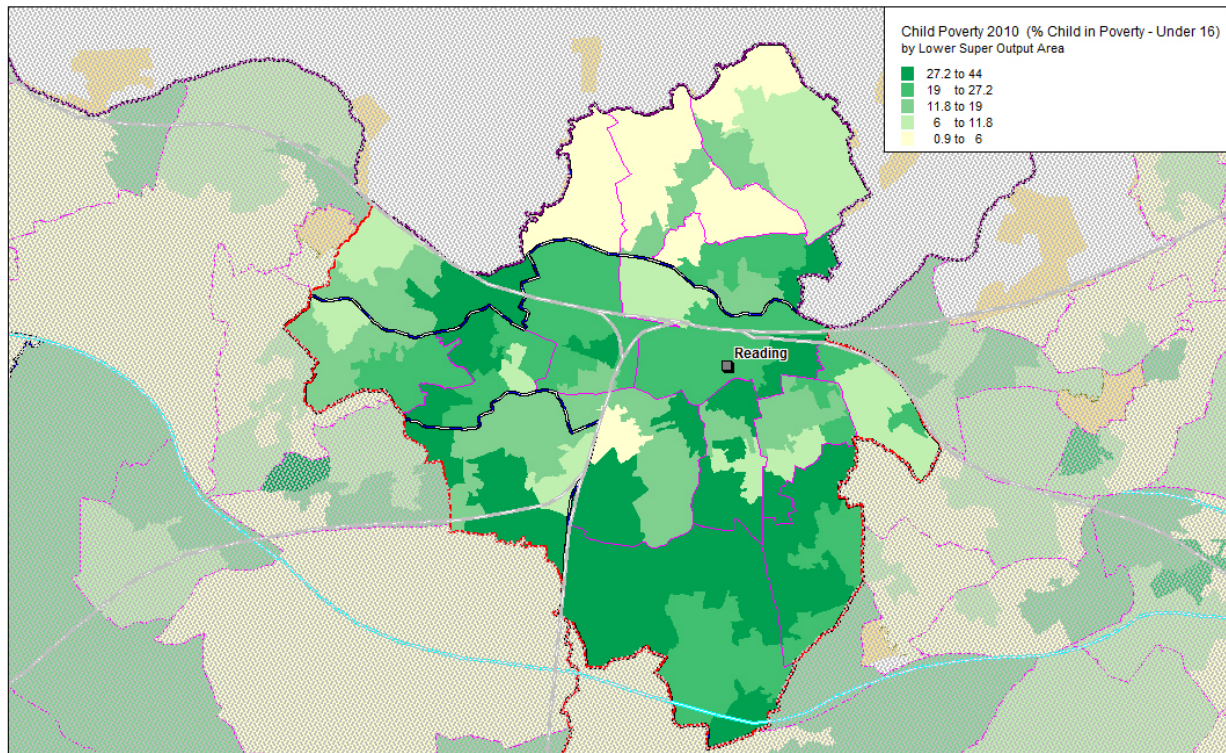 Child Poverty 2010 (% Child in Poverty - Under 16)
by Lower Super Output Area
27.2 to 44
19 to 27.2
11.8 to 19
6 to 11.8
0.9 to 6
Reading